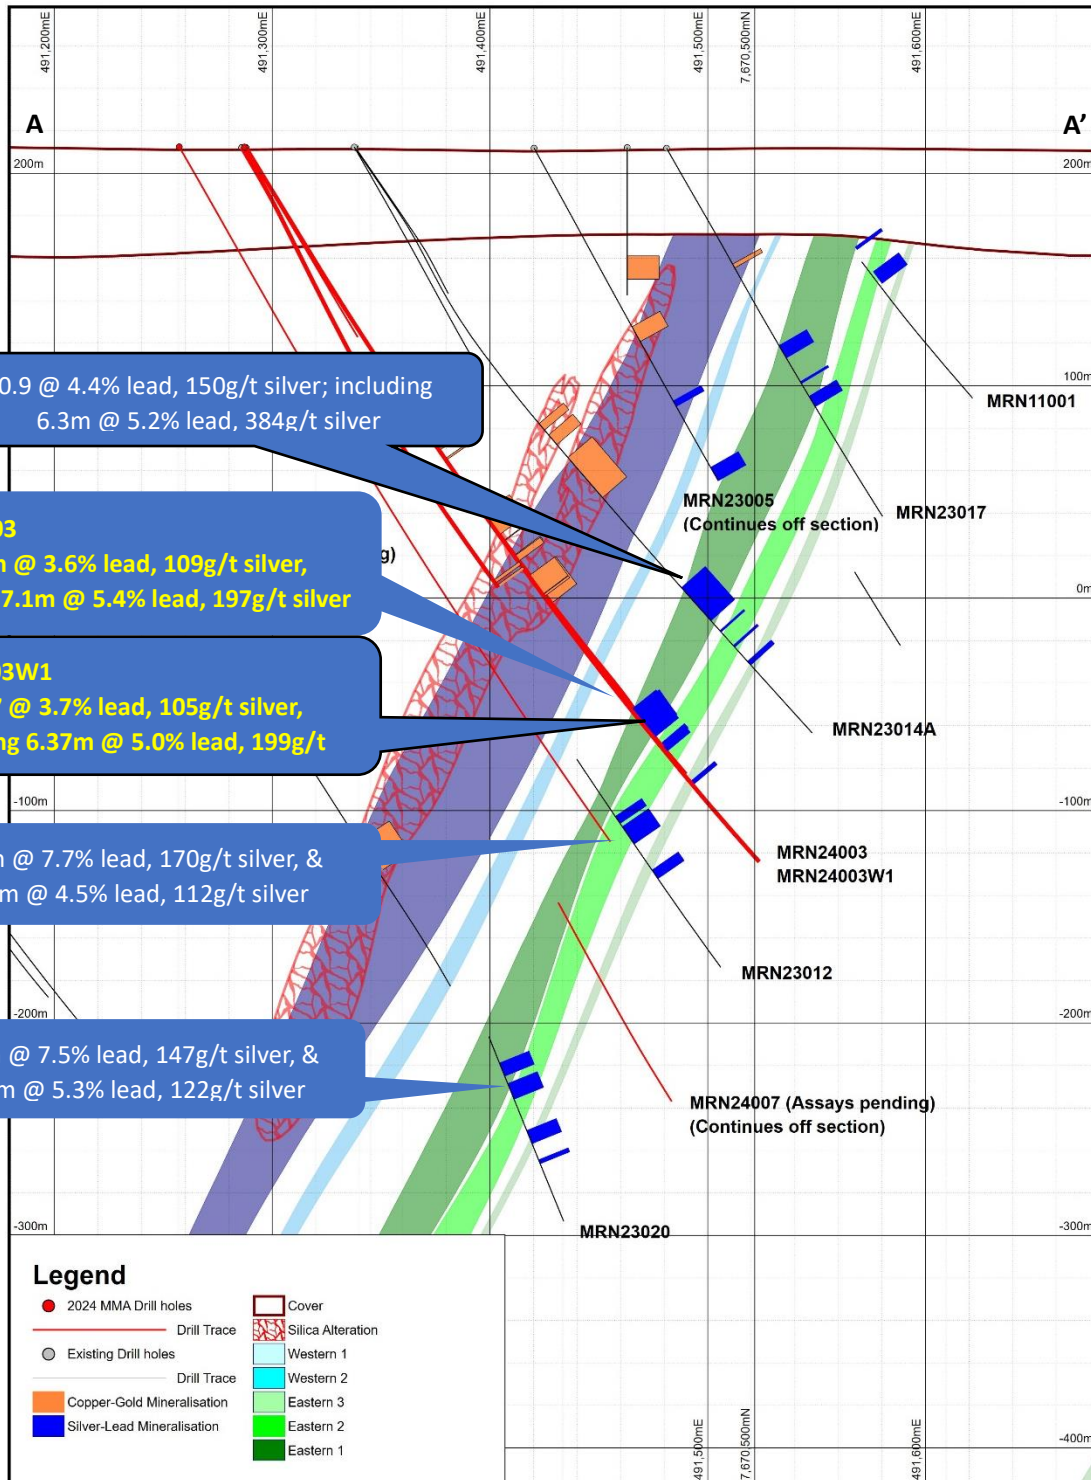 491,200mE
491,300mE
491,400mE
491,500mE
7,670,500mN
491,600mE
A
A'
200m
200m
100m
MRN11001
0.9 @ 4.4% lead, 150g/t silver; including
6.3m @ 5.2% lead, 384g/t silver
MRN23005
(Continues off section)
MRN23017
03
g)
m @ 3.6% lead, 109g/t silver,
7.1m @ 5.4% lead, 197g/t silver
0m
03W1
@ 3.7% lead, 105g/t silver,
ng 6.37m @ 5.0% lead, 199g/t
MRN23014A
-100m
-100m
m @ 7.7% lead, 170g/t silver, &
m @ 4.5% lead, 112g/t silver
MRN24003
MRN24003W1
MRN23012
-200m
-200m
@ 7.5% lead, 147g/t silver, &
m @ 5.3% lead, 122g/t silver
MRN24007 (Assays pending)
(Continues off section)
-300m
-300m
MRN23020
Legend
2024 MMA Drill holes
Drill Trace
Existing Drill holes
Drill Trace
Copper-Gold Mineralisation
Silver-Lead Mineralisation
Cover
Silica Alteration
Western 1
Western 2
Eastern 3
Eastern 2
Eastern 1
491,500mE
7,670,500mN
491,600mE
-400m